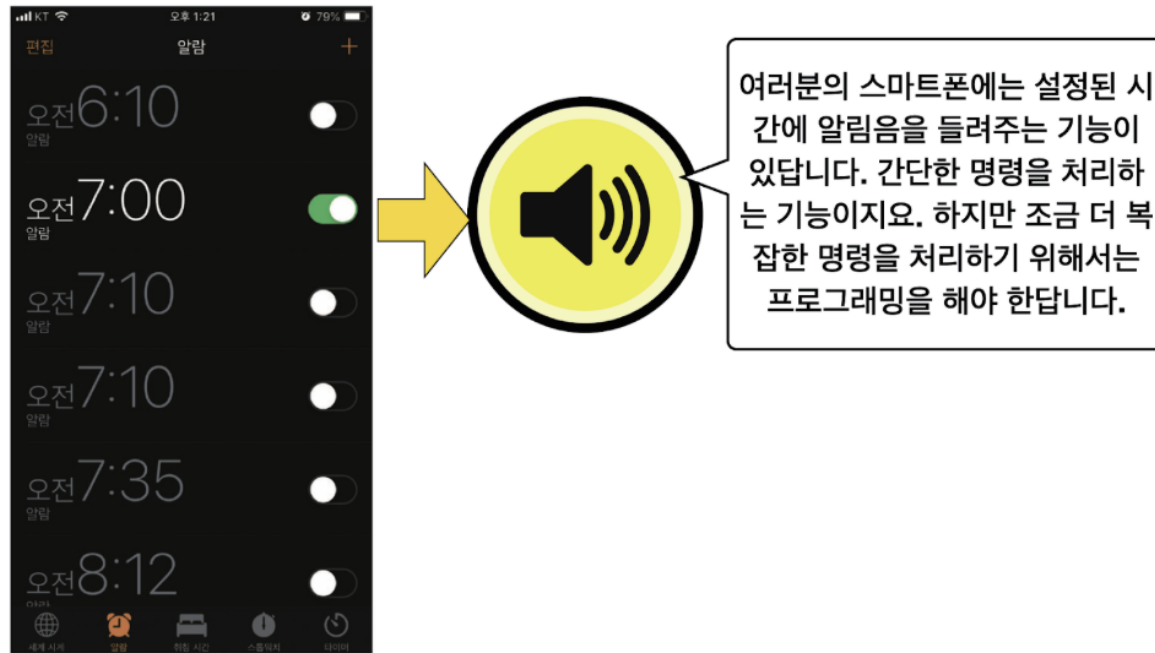 KT 오후 1:21 79%
편집 알람 +
오전6:10
알람
오전7:00
알람
오전7:10
알람
오전7:10
알람
오전7:35
알람
오전8:12
알람
세계 시계 알람 취침 시간 스톱워치 타이머
여러분의 스마트폰에는 설정된 시
간에 알림음을 들려주는 기능이
있답니다. 간단한 명령을 처리하
는 기능이지요. 하지만 조금 더 복
잡한 명령을 처리하기 위해서는
프로그래밍을 해야 한답니다.